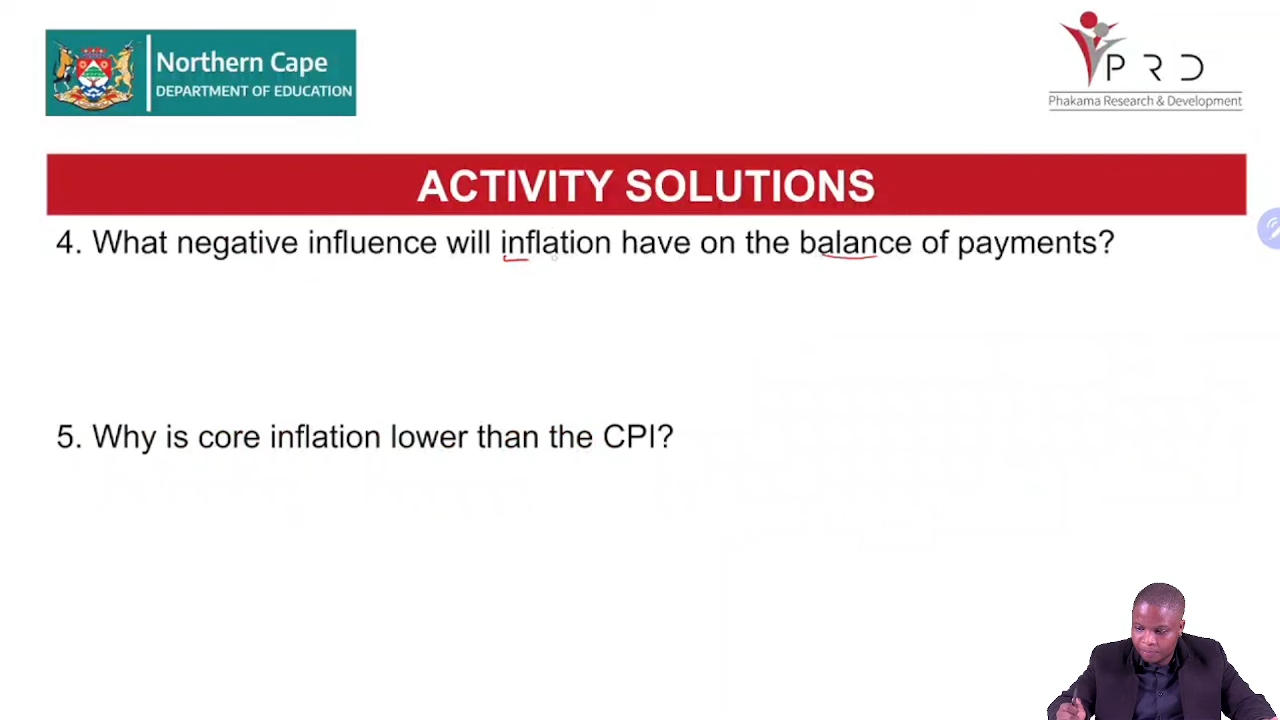 Northern Cape
DEPARTMENT OF EDUCATION
P R D
Phakama Research & Development
ACTIVITY SOLUTIONS
4. What negative influence will inflation have on the balance of payments?
5. Why is core inflation lower than the CPI?